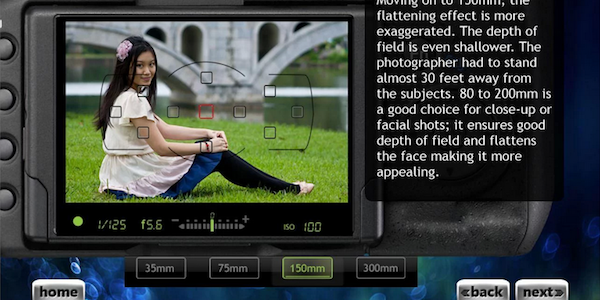 Moving on to 150mm, the
flattening effect is more
exaggerated. The depth of
field is even shallower. The
photographer had to stand
almost 30 feet away from
the subjects. 80 to 200mm is
a good choice for close-up or
facial shots; it ensures good
depth of field and flattens
the face making it more
appealing.
1/125 f5.6 - 0 + ISO 100
35mm 75mm 150mm 300mm
home «back next»